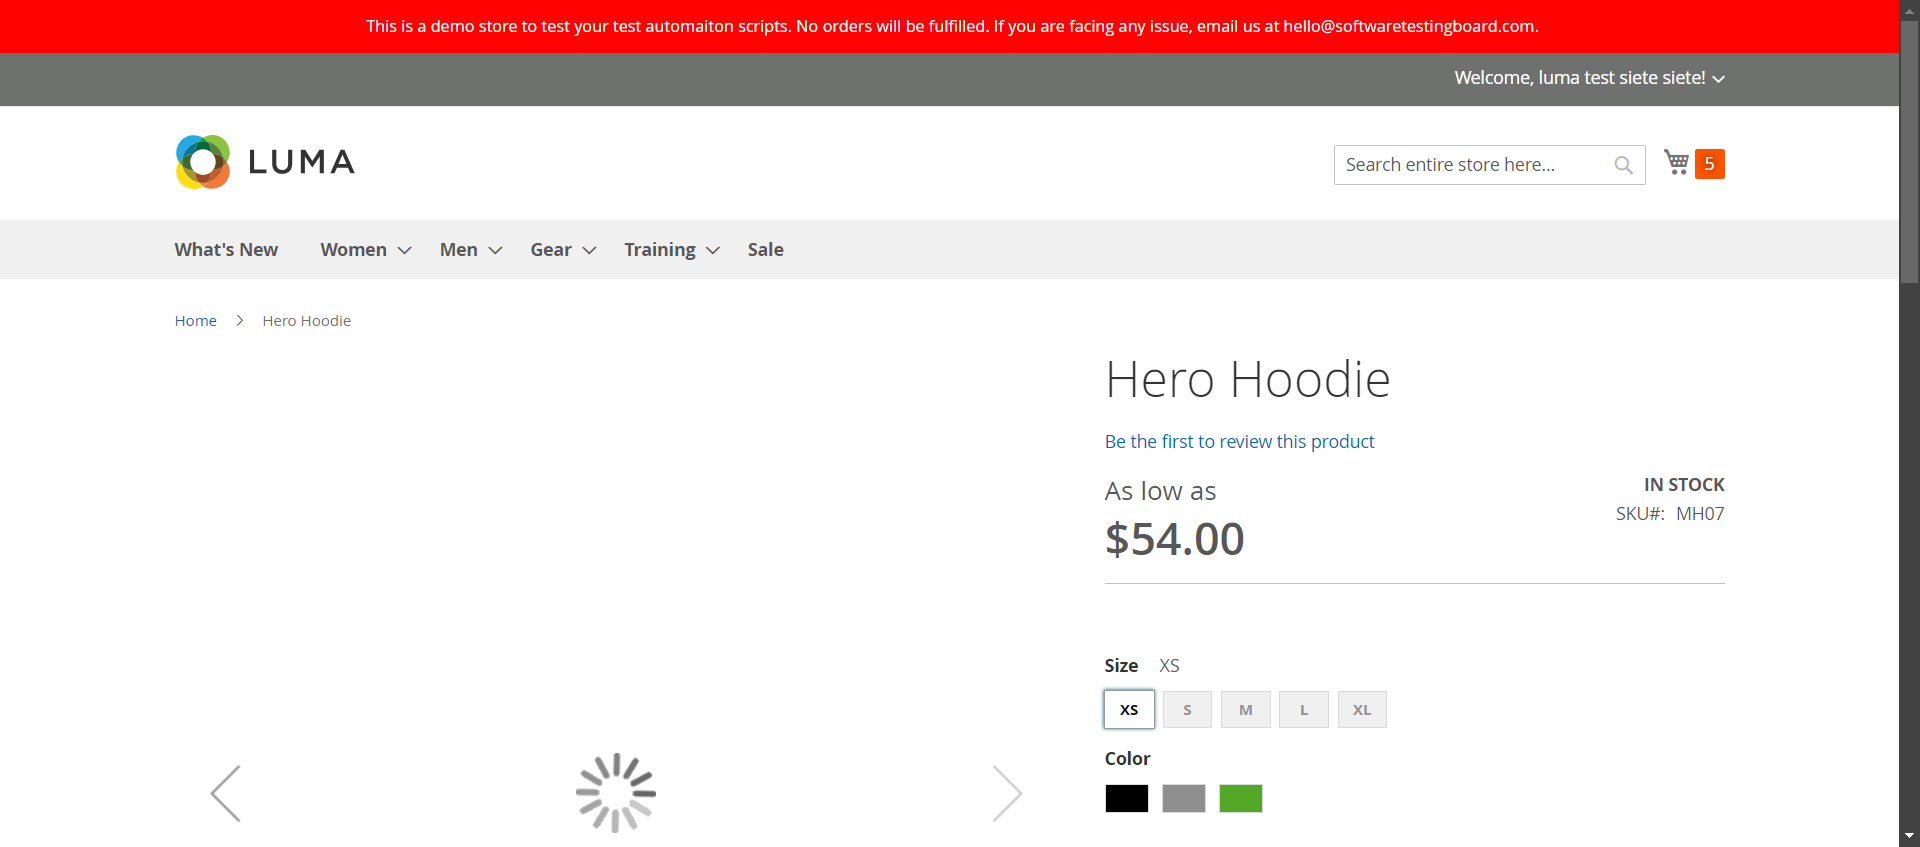 This is a demo store to test your test automaiton scripts. No orders will be fulfilled. If you are facing any issue, email us at hello@softwaretestingboard.com.
Welcome, luma test siete siete!
LUMA
Search entire store here...
5
What's New Women Men Gear Training Sale
Home Hero Hoodie
Hero Hoodie
Be the first to review this product
As low as
$54.00
IN STOCK
SKU#: MH07
Size XS
XS S M L XL
Color